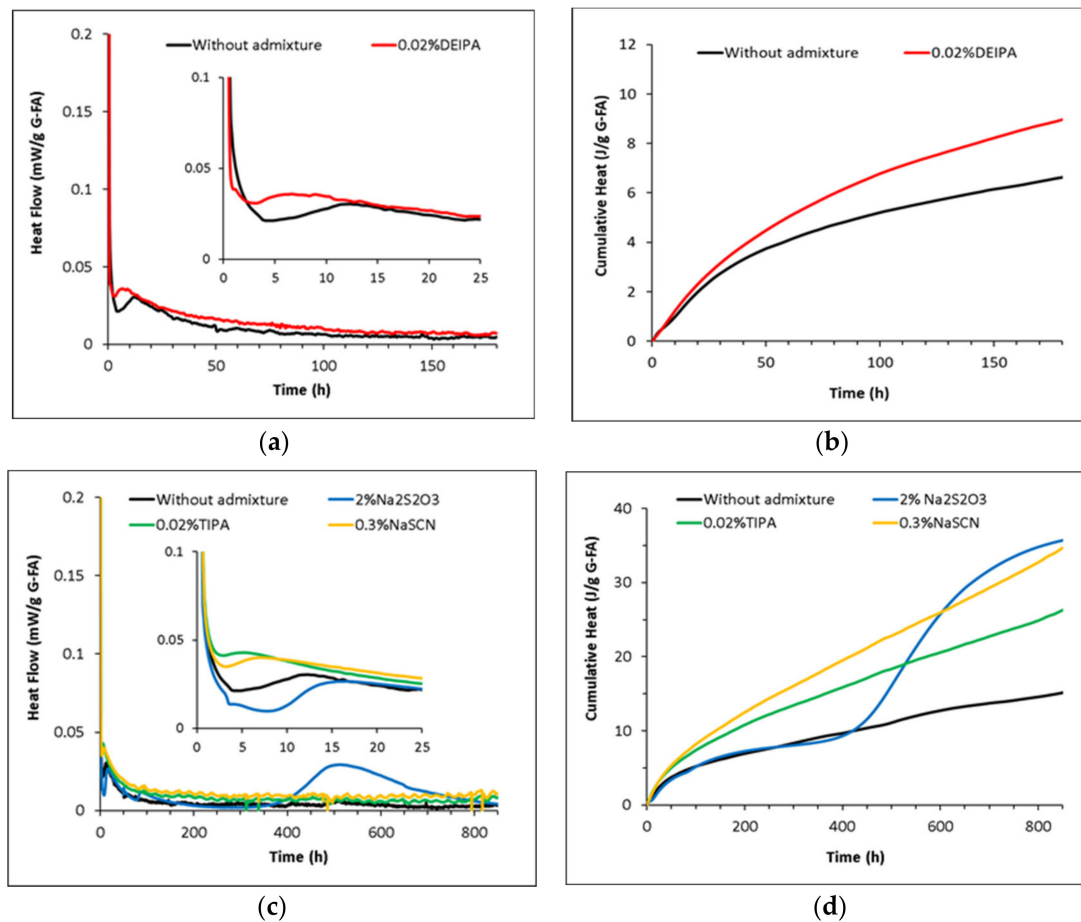 0.2
Without admixture
0.02%DEIPA
0.15
0.1
0.05
0
Heat Flow (mW/g G-FA)
0.1
0.05
0
0 5 10 15 20 25
0 50 100 150
Time (h)
(a)
12
Without admixture
0.02%DEIPA
10
8
6
4
2
0
Cumulative Heat (J/g G-FA)
0 50 100 150
Time (h)
(b)
0.2
Without admixture
2%Na2S2O3
0.02%TIPA
0.3%NaSCN
0.15
0.1
0.05
0
Heat Flow (mW/g G-FA)
0.1
0.05
0
0 5 10 15 20 25
0 200 400 600 800
Time (h)
(c)
Without admixture
2% Na2S2O3
0.02%TIPA
0.3%NaSCN
40
30
20
10
0
Cumulative Heat (J/g G-FA)
0 200 400 600 800
Time (h)
(d)